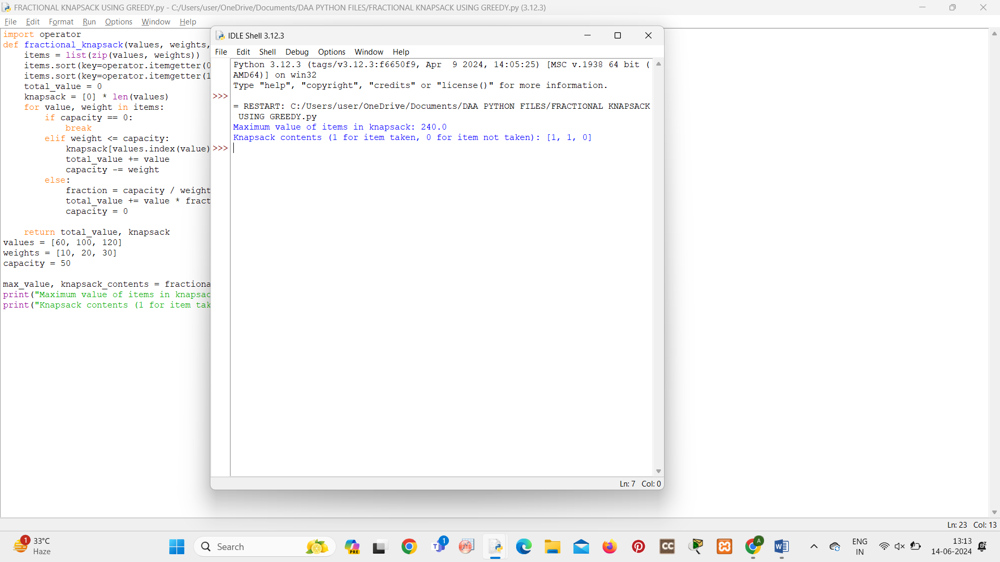 FRACTIONAL KNAPSACK USING GREEDY.py - C:/Users/user/OneDrive/Documents/DAA PYTHON FILES/FRACTIONAL KNAPSACK USING GREEDY.py (3.12.3)
File Edit Format Run Options Window Help
import operator
def fractional_knapsack(values, weights,
    items = list(zip(values, weights))
    items.sort(key=operator.itemgetter(0
    items.sort(key=operator.itemgetter(1
    total_value = 0
    knapsack = [0] * len(values)
    for value, weight in items:
        if capacity == 0:
            break
        elif weight <= capacity:
            knapsack[values.index(value)
            total_value += value
            capacity -= weight
        else:
            fraction = capacity / weight
            total_value += value * fract
            capacity = 0
    return total_value, knapsack
values = [60, 100, 120]
weights = [10, 20, 30]
capacity = 50
max_value, knapsack_contents = fractiona
print("Maximum value of items in knapsac
print("Knapsack contents (1 for item tak
IDLE Shell 3.12.3
File Edit Shell Debug Options Window Help
Python 3.12.3 (tags/v3.12.3:f6650f9, Apr  9 2024, 14:05:25) [MSC v.1938 64 bit (
AMD64)] on win32
Type "help", "copyright", "credits" or "license()" for more information.
>>>
= RESTART: C:/Users/user/OneDrive/Documents/DAA PYTHON FILES/FRACTIONAL KNAPSACK
 USING GREEDY.py
Maximum value of items in knapsack: 240.0
Knapsack contents (1 for item taken, 0 for item not taken): [1, 1, 0]
>>>
Ln: 7 Col: 0
Ln: 23 Col: 13
1
33°C
Haze
Search
PRE
T
1
CC
A
W
ENG
IN
13:13
14-06-2024